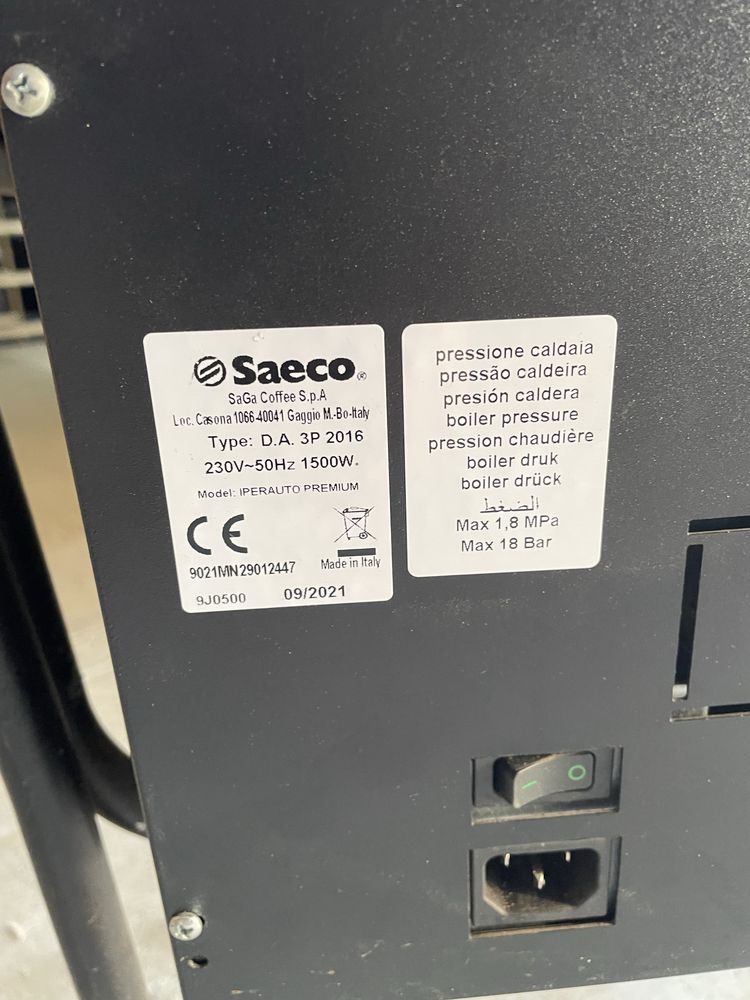 Saeco®
SaGa Coffee S.p.A
Loc. Casona 1066-40041 Gaggio M.-Bo-Italy
Type: D.A. 3P 2016
230V~50Hz 1500W.
Model: IPERAUTO PREMIUM
CE
9021MN29012447
Made in Italy
9J0500
09/2021
pressione caldaia
pressão caldeira
presión caldera
boiler pressure
pression chaudière
boiler druk
boiler drück
الضغط
Max 1,8 MPa
Max 18 Bar